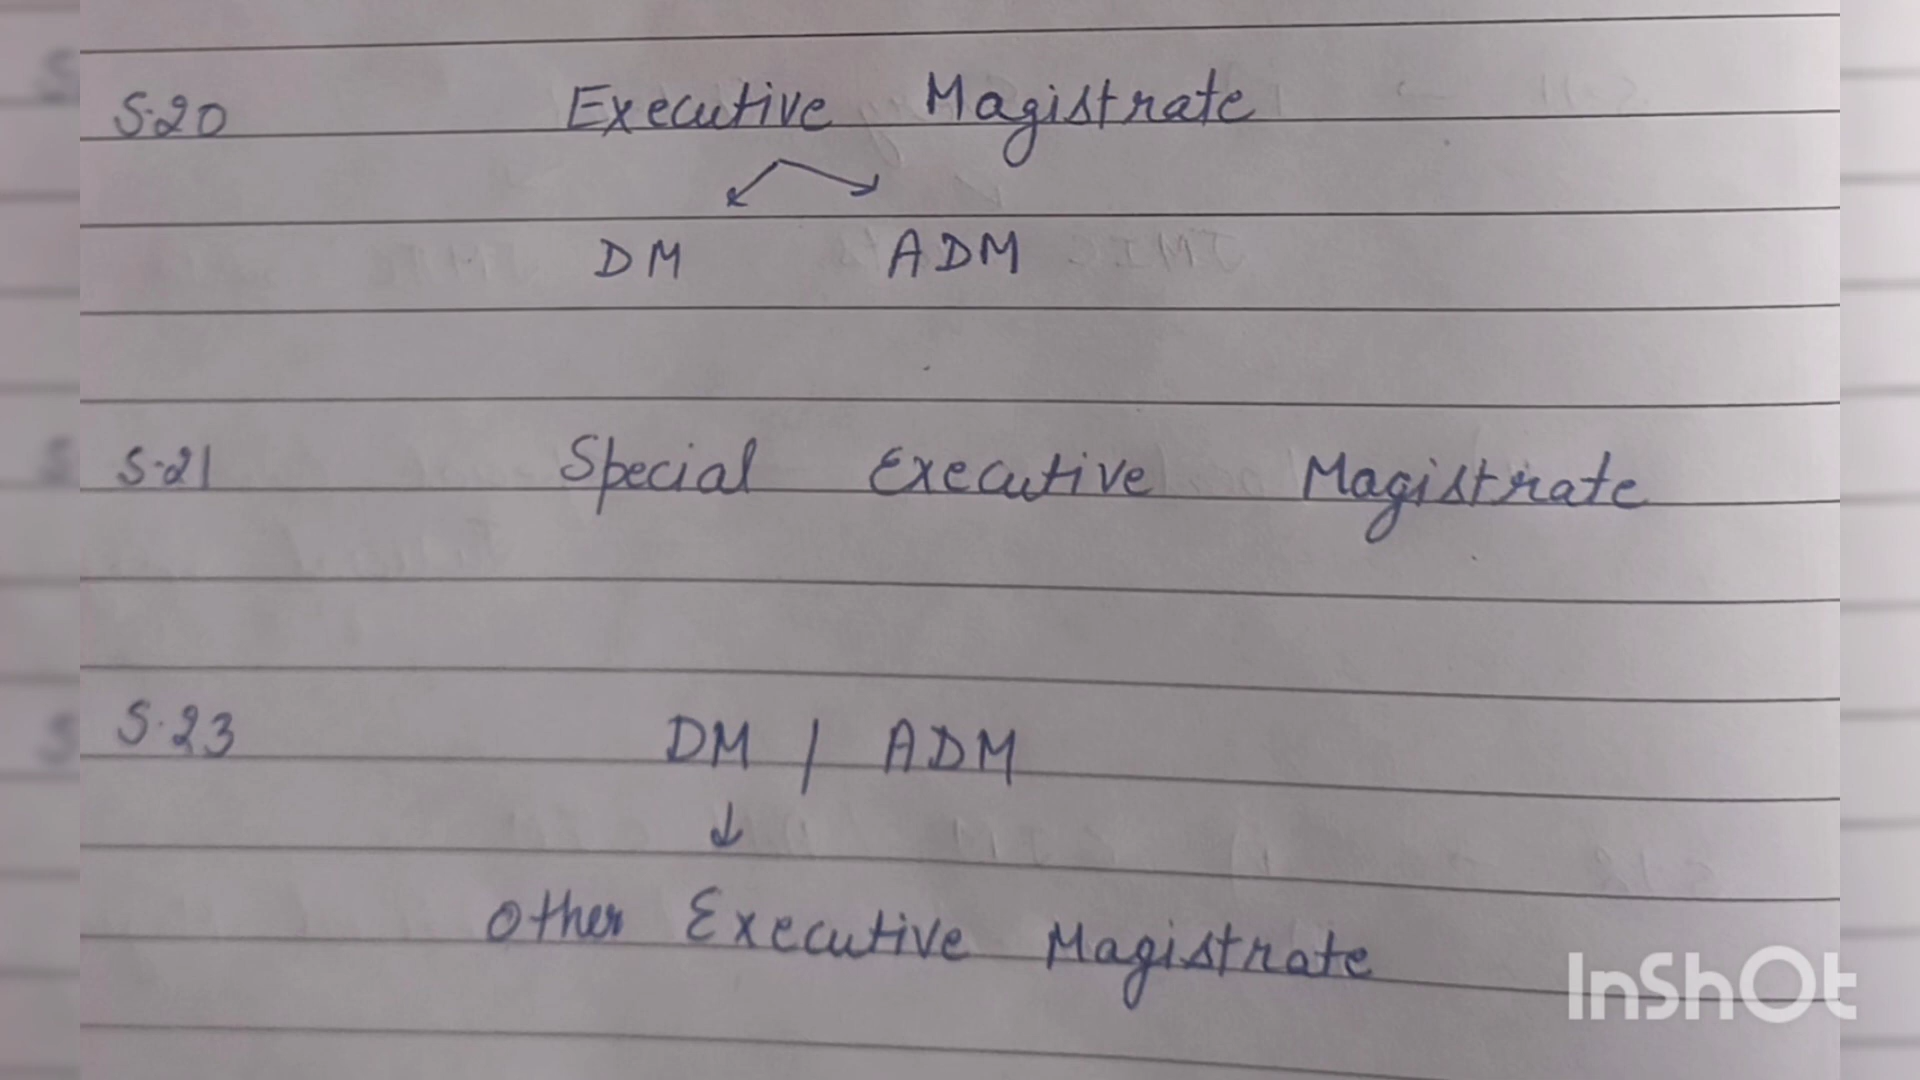 S.20 Executive Magistrate
DM ADM
S.21 Special Executive Magistrate
S.23 DM / ADM
Other Executive Magistrate
InShOt